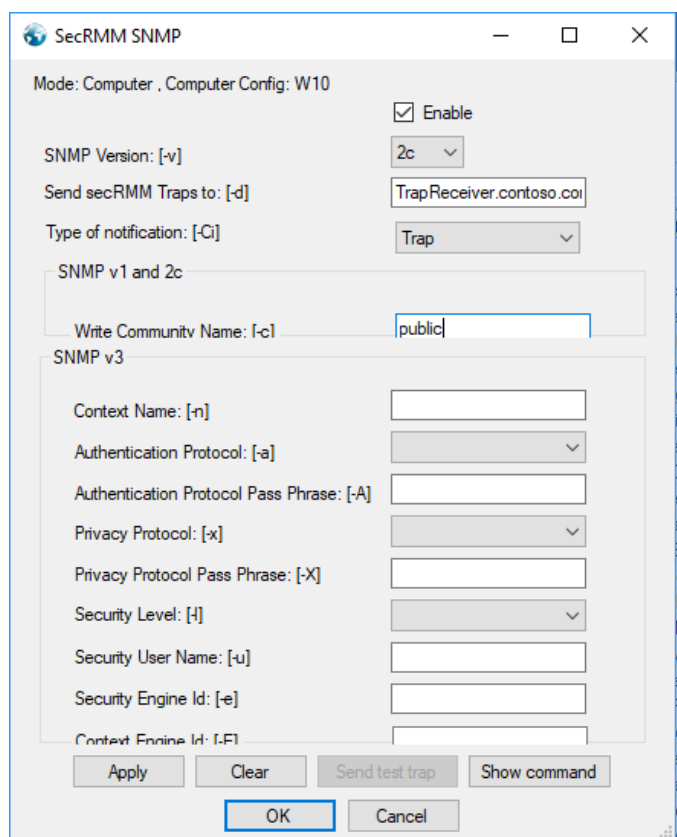 SecRMM SNMP
Mode: Computer , Computer Config: W10
Enable
SNMP Version: [-v] 2c
Send secRMM Traps to: [-d] TrapReceiver.contoso.co
Type of notification: [-Ci] Trap
SNMP v1 and 2c
Write Community Name: [-c] public
SNMP v3
Context Name: [-n]
Authentication Protocol: [-a]
Authentication Protocol Pass Phrase: [-A]
Privacy Protocol: [-x]
Privacy Protocol Pass Phrase: [-X]
Security Level: [-l]
Security User Name: [-u]
Security Engine Id: [-e]
Context Engine Id: [-E]
Apply Clear Send test trap Show command
OK Cancel